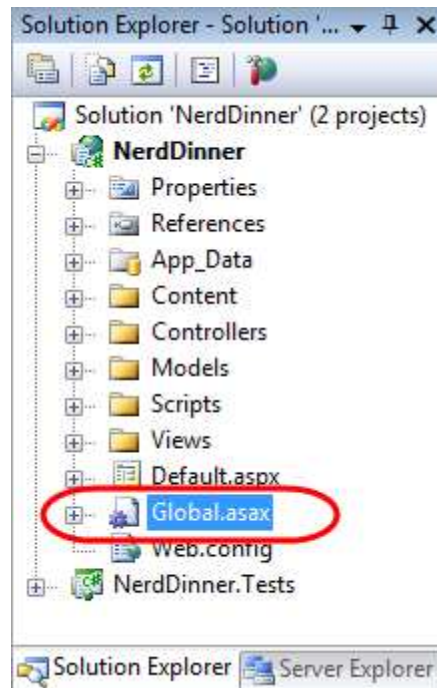 Solution Explorer - Solution '...
Solution 'NerdDinner' (2 projects)
NerdDinner
Properties
References
App_Data
Content
Controllers
Models
Scripts
Views
Default.aspx
Global.asax
Web.config
NerdDinner.Tests
Solution Explorer Server Explorer